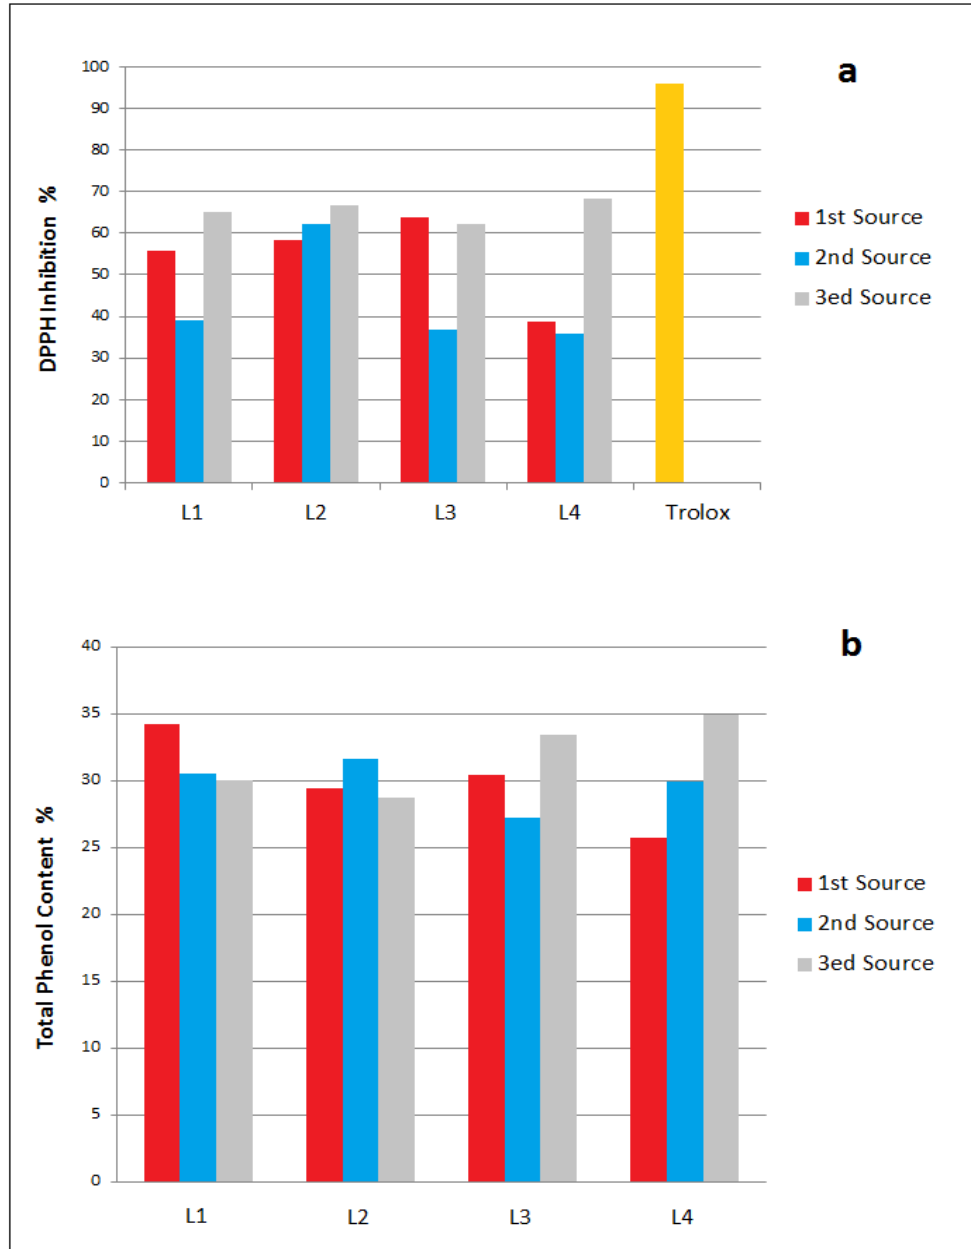 a
100
90
80
70
60
50
40
30
20
10
0
DPPH Inhibition %
L1 L2 L3 L4 Trolox
1st Source
2nd Source
3ed Source
b
40
35
30
25
20
15
10
5
0
Total Phenol Content %
L1 L2 L3 L4
1st Source
2nd Source
3ed Source